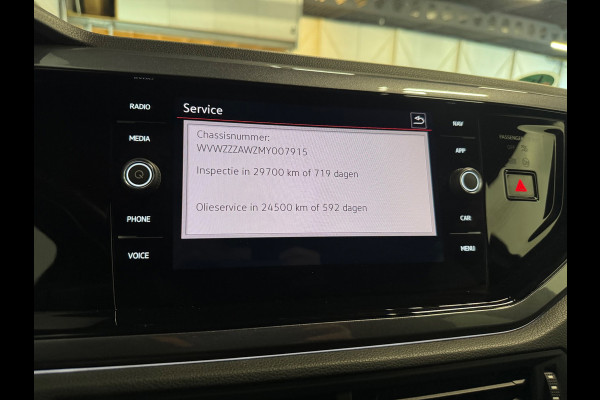 RADIO
MEDIA
PHONE
VOICE
Service
Chassisnummer:
WVWZZZAWZMY007915
Inspectie in 29700 km of 719 dagen
Olieservice in 24500 km of 592 dagen
NAV
APP
CAR
MENU